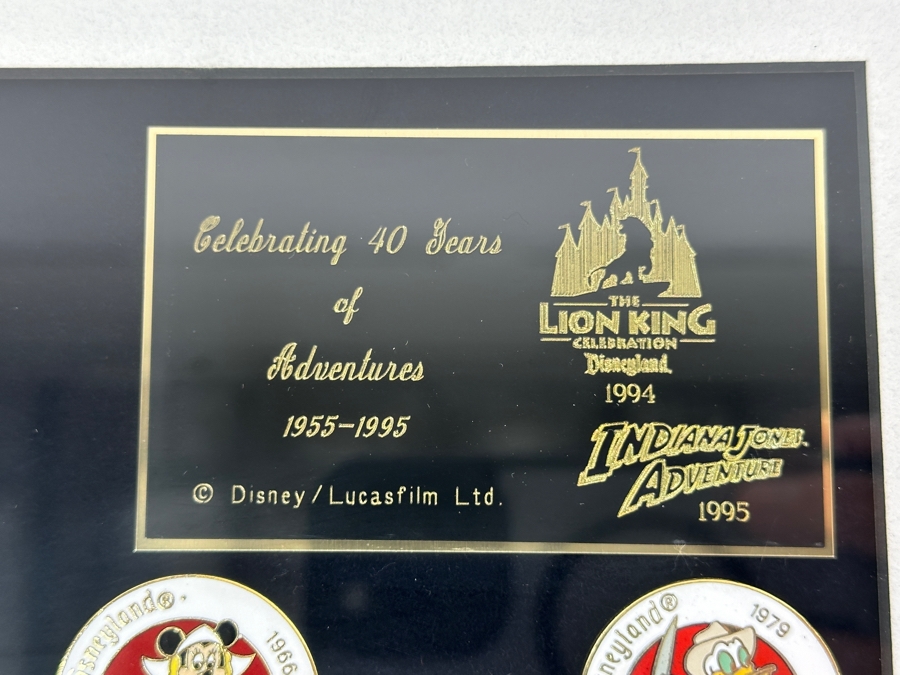 Celebrating 40 Years
of
Adventures
1955-1995
© Disney/Lucasfilm Ltd.
THE
LION KING
CELEBRATION
Disneyland
1994
INDIANA JONES
ADVENTURE
1995
Disneyland® 1966
Disneyland® 1979